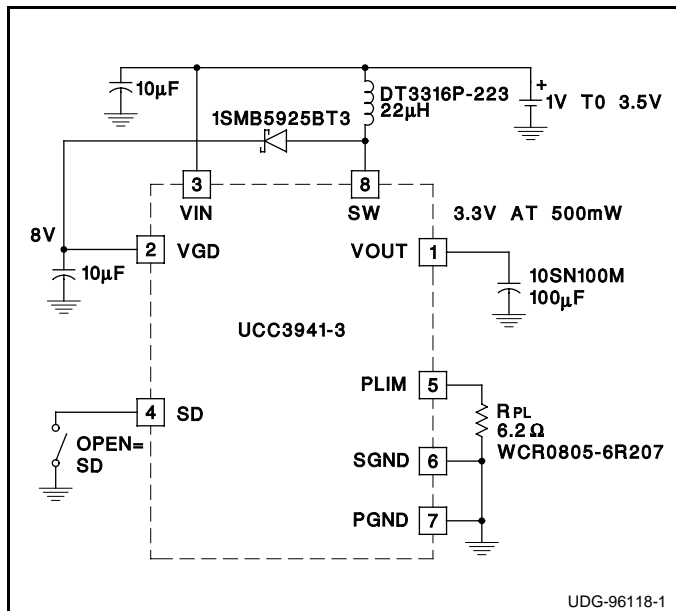 10µF
DT3316P-223
22µH
+
1V T0 3.5V
1SMB5925BT3
3
VIN
8
SW
3.3V AT 500mW
8V
2
VGD
VOUT
1
10µF
10SN100M
100µF
UCC3941-3
PLIM
5
4
SD
RPL
6.2Ω
WCR0805-6R207
OPEN=
SD
SGND
6
PGND
7
UDG-96118-1